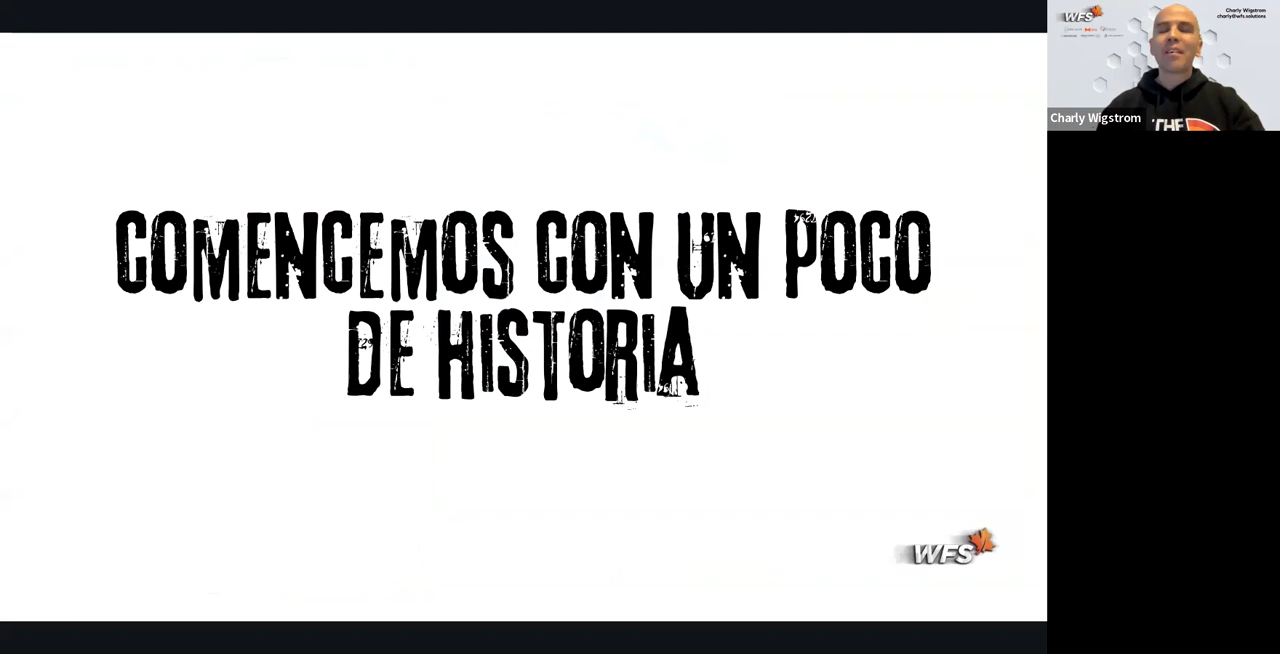 COMENCEMOS CON UN POCO
DE HISTORIA
WFS
WFS
Charly Wigstrom
charly@wfs.solutions
Charly Wigstrom
THE